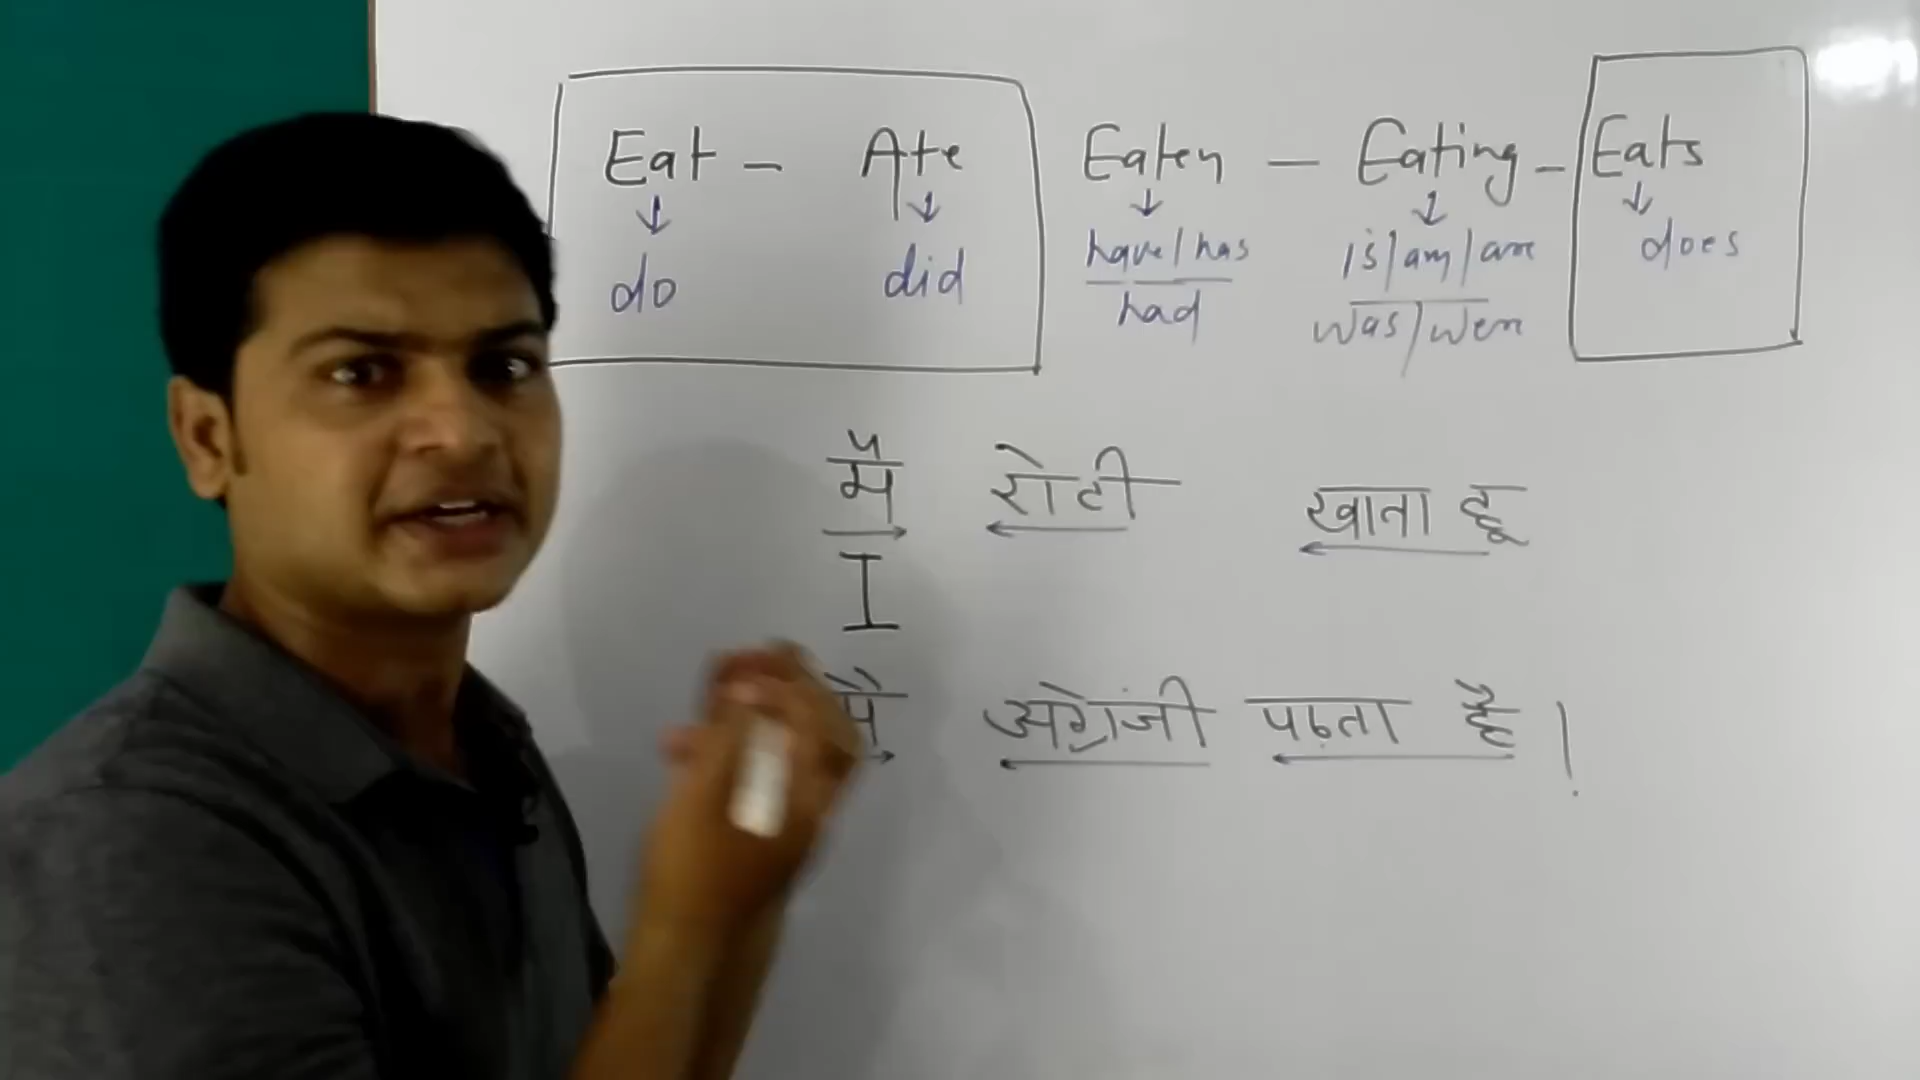 Eat - Ate Eaten - Eating - Eats
↓ ↓ ↓ ↓ ↓
do did have/has is/am/are does
had was/were
मैं रोटी खाता हू
I
मैं अंग्रेजी पढ़ता है।